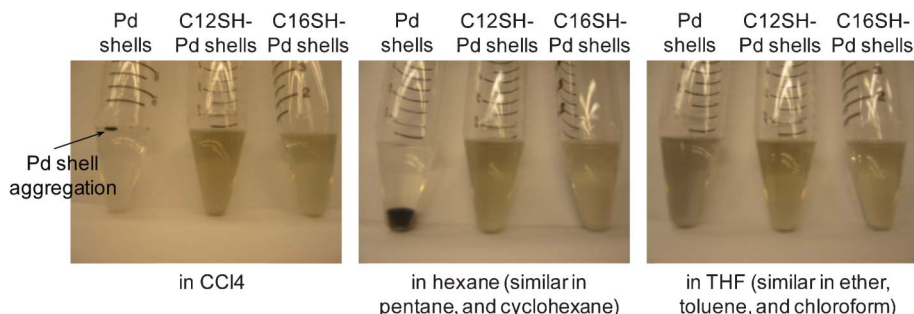 Pd
shells
C12SH-
Pd shells
C16SH-
Pd shells
Pd
shells
C12SH-
Pd shells
C16SH-
Pd shells
Pd
shells
C12SH-
Pd shells
C16SH-
Pd shells
Pd shell
aggregation
in CCl4
in hexane (similar in
pentane, and cyclohexane)
in THF (similar in ether,
toluene, and chloroform)